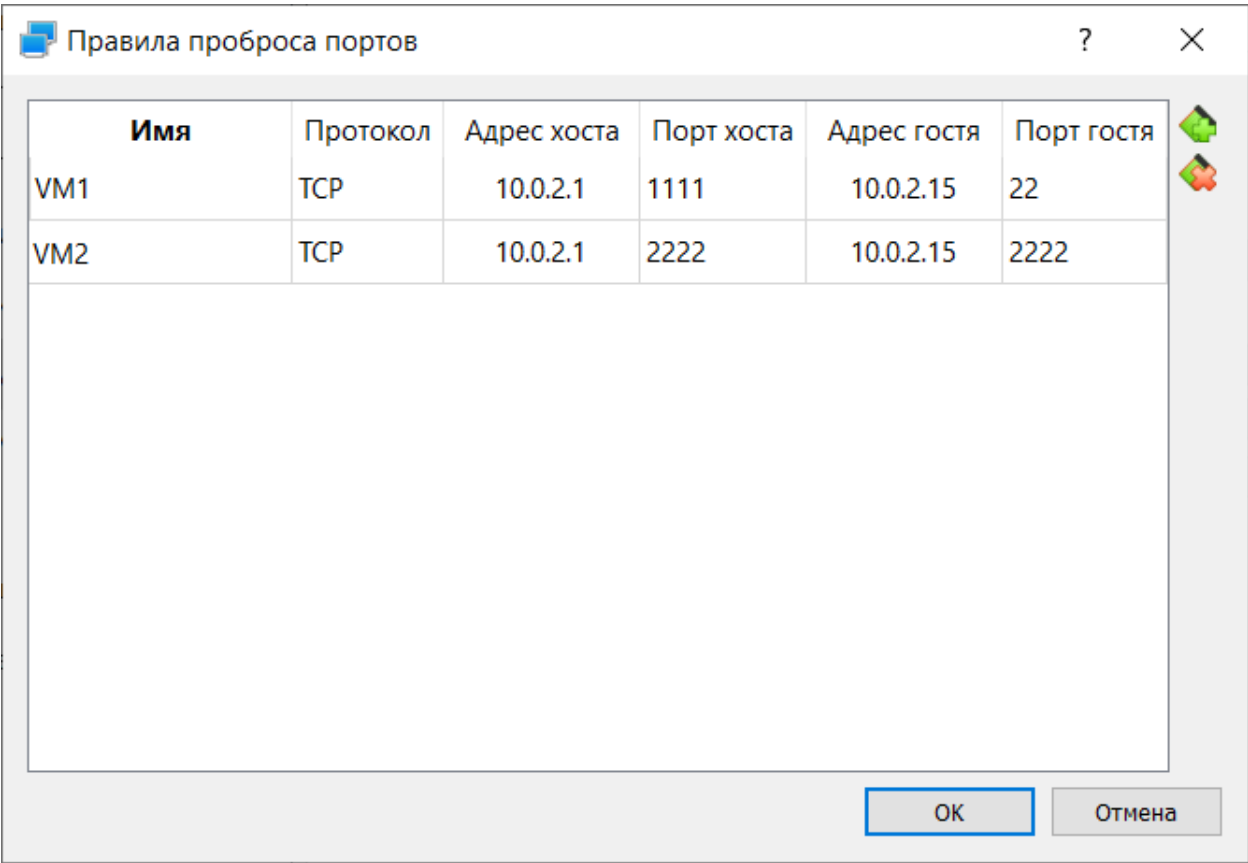 Правила проброса портов ?
Имя Протокол Адрес хоста Порт хоста Адрес гостя Порт гостя
VM1 TCP 10.0.2.1 1111 10.0.2.15 22
VM2 TCP 10.0.2.1 2222 10.0.2.15 2222
OK Отмена